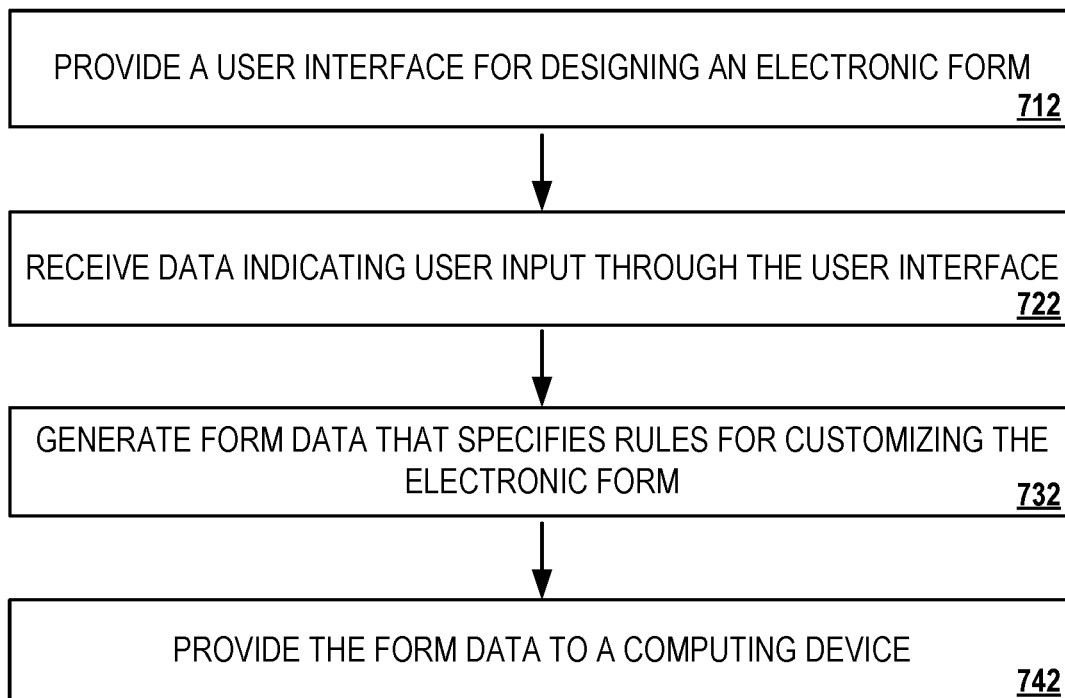 PROVIDE A USER INTERFACE FOR DESIGNING AN ELECTRONIC FORM
712
RECEIVE DATA INDICATING USER INPUT THROUGH THE USER INTERFACE
722
GENERATE FORM DATA THAT SPECIFIES RULES FOR CUSTOMIZING THE
ELECTRONIC FORM
732
PROVIDE THE FORM DATA TO A COMPUTING DEVICE
742